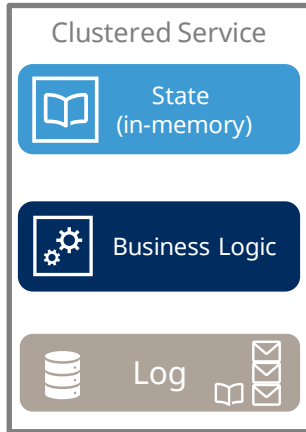 Clustered Service
State
(in-memory)
Business Logic
Log